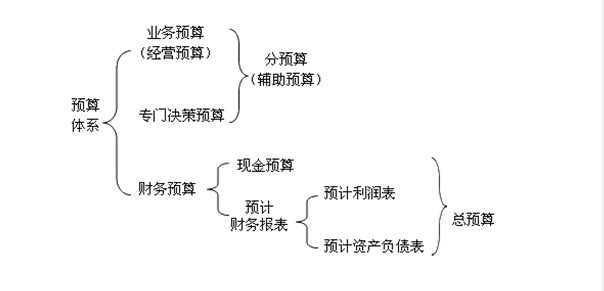 业务预算
(经营预算)
分预算
(辅助预算)
预算
体系
专门决策预算
现金预算
财务预算
预计
财务报表
预计利润表
总预算
预计资产负债表